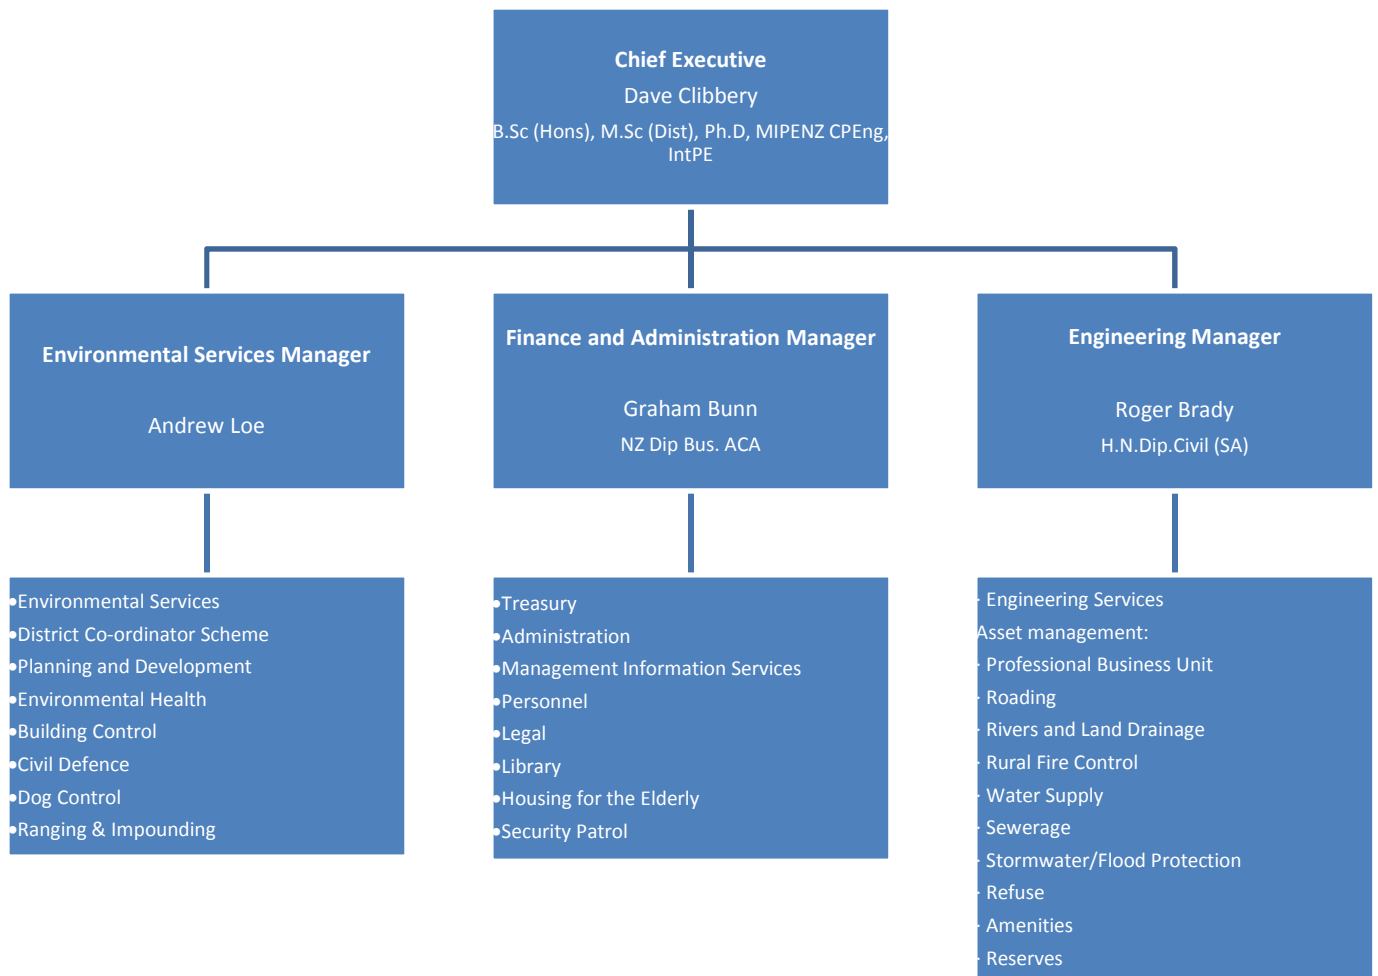 Chief Executive
Dave Clibbery
B.Sc (Hons), M.Sc (Dist), Ph.D, MIPENZ CPEng,
IntPE
Environmental Services Manager
Andrew Loe
Finance and Administration Manager
Graham Bunn
NZ Dip Bus. ACA
Engineering Manager
Roger Brady
H.N.Dip.Civil (SA)
•Environmental Services
•District Co-ordinator Scheme
•Planning and Development
•Environmental Health
•Building Control
•Civil Defence
•Dog Control
•Ranging & Impounding
•Treasury
•Administration
•Management Information Services
•Personnel
•Legal
•Library
•Housing for the Elderly
•Security Patrol
· Engineering Services
Asset management:
· Professional Business Unit
· Roading
· Rivers and Land Drainage
· Rural Fire Control
· Water Supply
· Sewerage
· Stormwater/Flood Protection
· Refuse
· Amenities
· Reserves